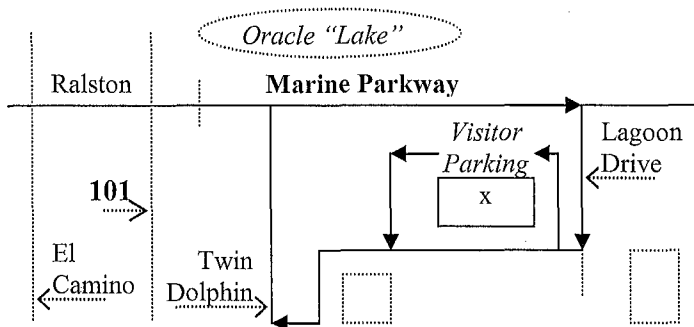 Oracle "Lake"
Ralston
Marine Parkway
Visitor
Parking
Lagoon
Drive
X
101
El
Camino
Twin
Dolphin